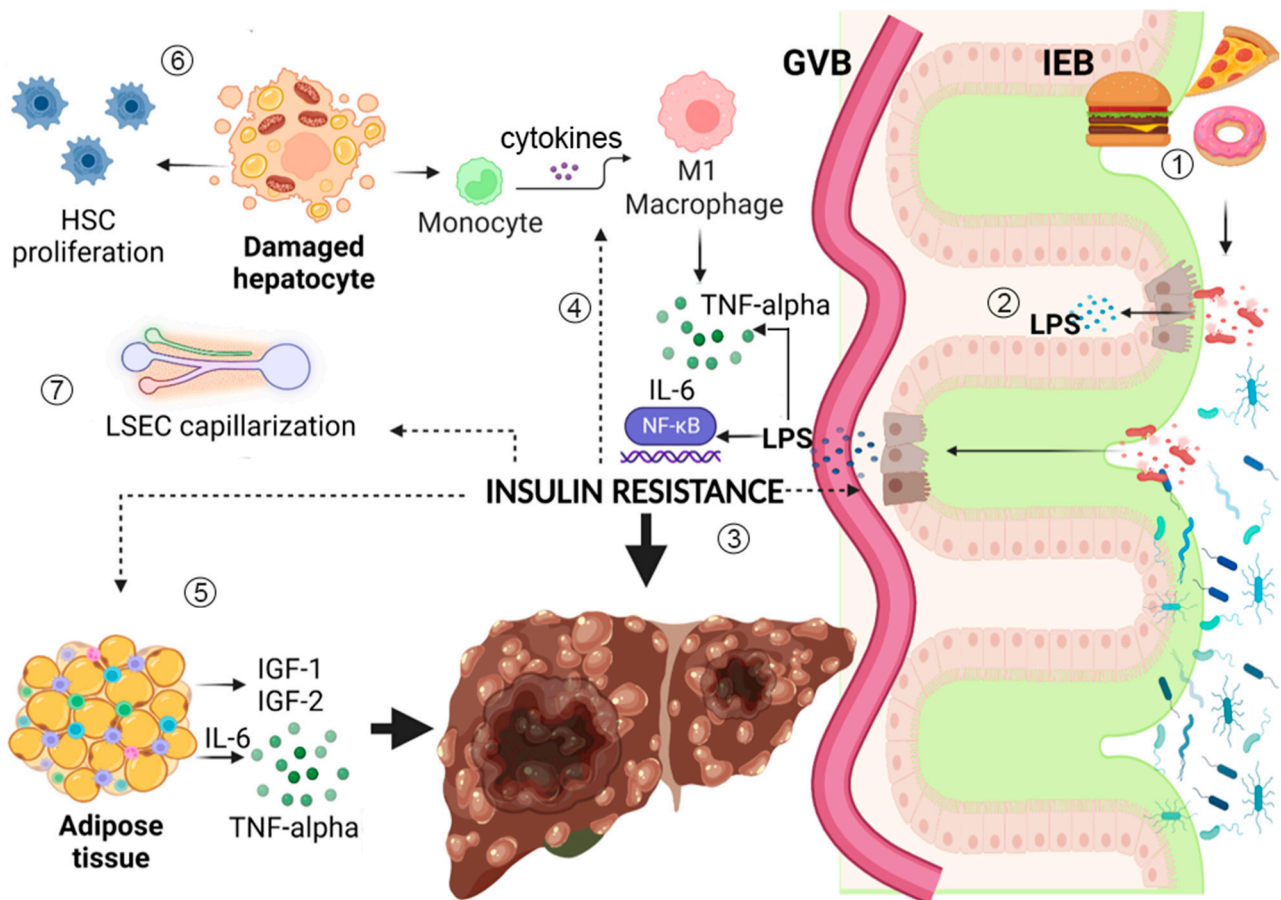 ⑥
HSC
proliferation
Damaged
hepatocyte
Monocyte
cytokines
M1
Macrophage
GVB
IEB
①
②
LPS
④
TNF-alpha
IL-6
NF-κB
LPS
⑦
LSEC capillarization
INSULIN RESISTANCE
③
⑤
IGF-1
IGF-2
IL-6
TNF-alpha
Adipose
tissue